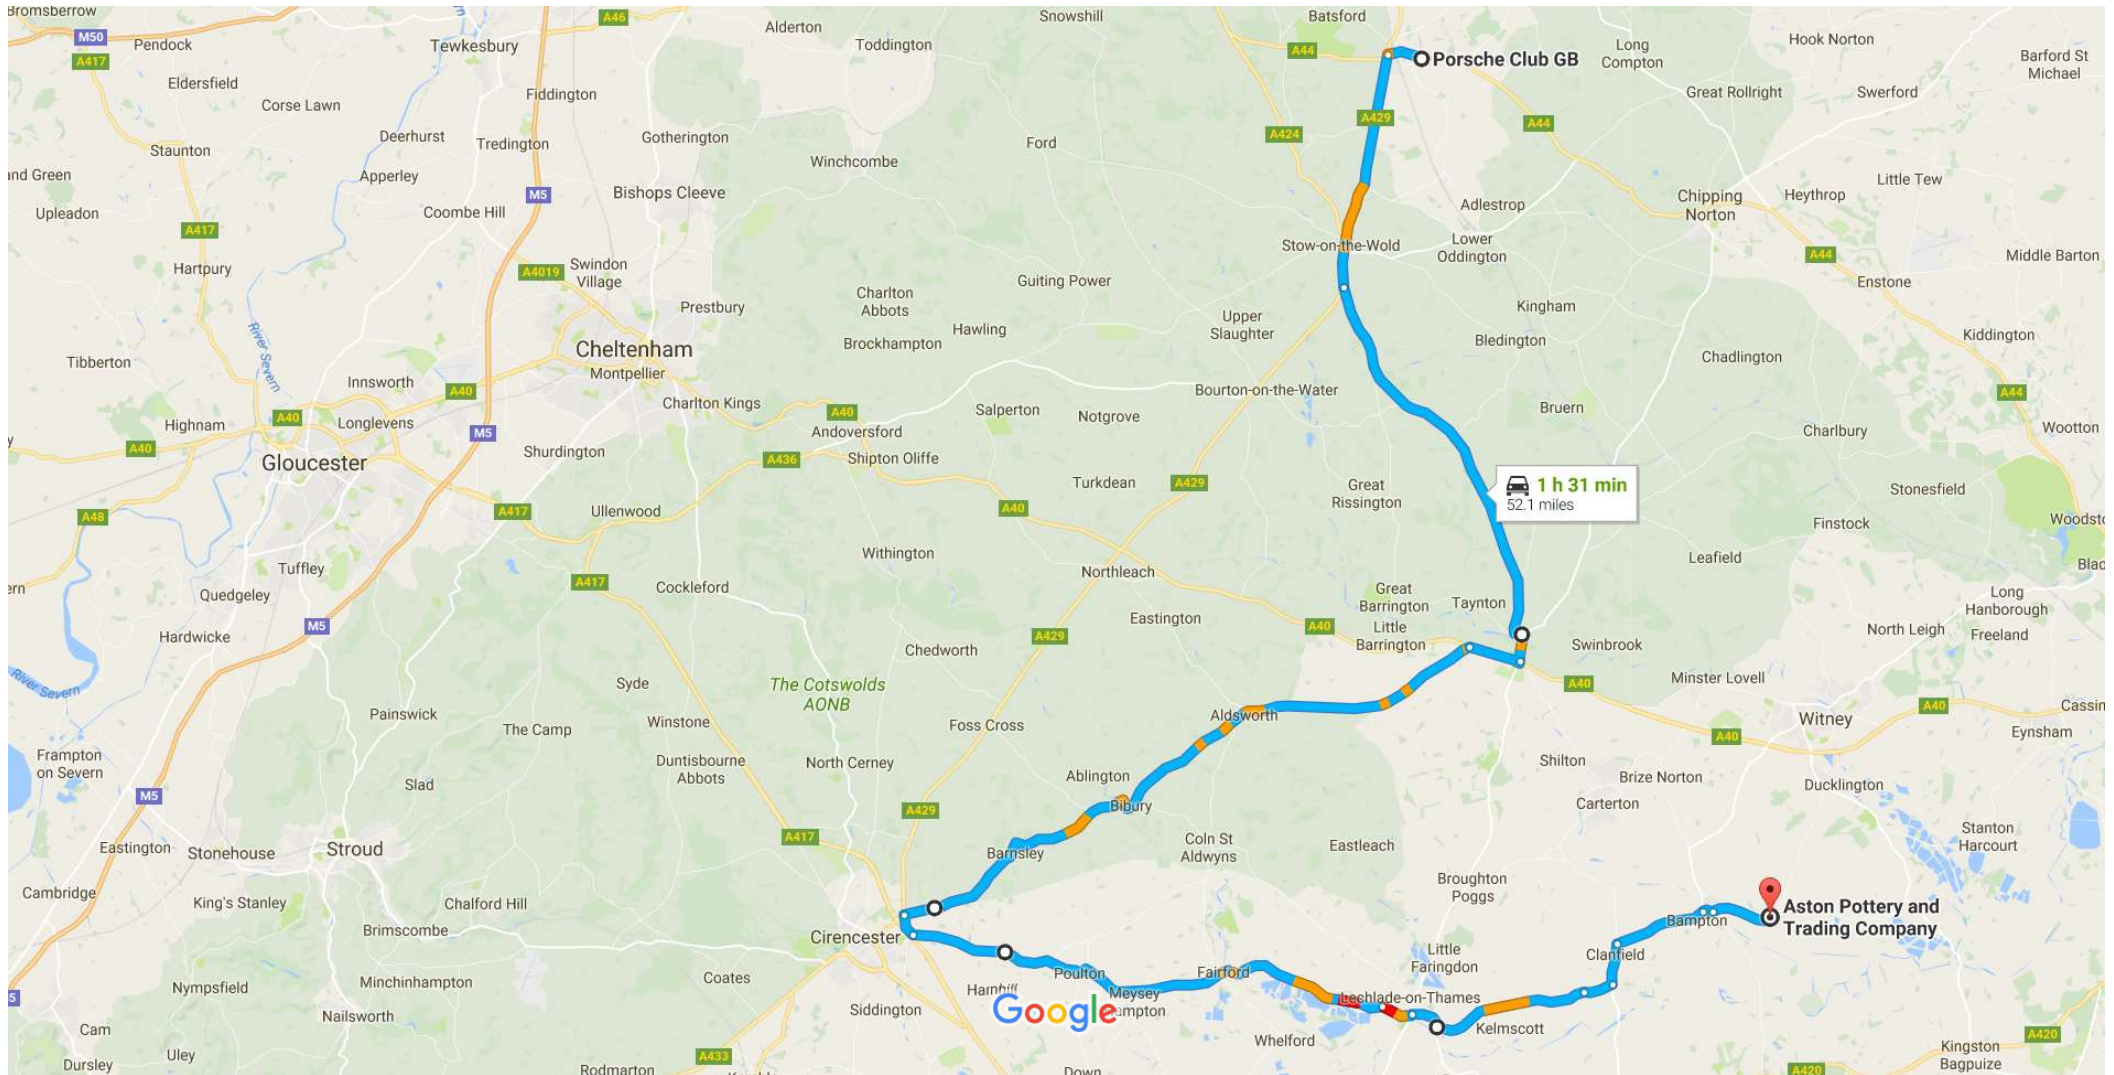 Bromsberrow
A46
Snowshill
Batsford
M50
Pendock
Tewkesbury
Alderton
Toddington
A44
Porsche Club GB
Long
Compton
Hook Norton
Barford St
Michael
A417
Eldersfield
Fiddington
Corse Lawn
Great Rollright
Swerford
Deerhurst
Tredington
Gotherington
Ford
A424
A429
A44
Staunton
Winchcombe
and Green
Apperley
M5
Bishops Cleeve
Chipping
Norton
Heythrop
Little Tew
Upleadon
A417
Coombe Hill
Adlestrop
Stow-on-the-Wold
Lower
Oddington
A44
Middle Barton
Hartpury
A4019
Swindon
Village
Guiting Power
Enstone
Prestbury
Charlton
Abbots
Upper
Slaughter
Kingham
River Severn
Hawling
Brockhampton
Bledington
Kiddington
Tibberton
Cheltenham
Montpellier
Chadlington
Innsworth
A40
Bourton-on-the-Water
A44
Highnam
A40
Longlevens
Charlton Kings
A40
Salperton
Notgrove
Bruern
Charlbury
Wootton
y
A40
M5
Andoversford
Shurdington
A436
Shipton Oliffe
Gloucester
1 h 31 min
52.1 miles
Turkdean
A429
Great
Rissington
Stonesfield
A48
A417
Ullenwood
A40
Finstock
Woodsto
Withington
Leafield
ern
Tuffley
A417
Cockleford
Northleach
Blad
Quedgeley
Great
Barrington
Taynton
Long
Hanborough
Hardwicke
M5
Eastington
A40
Little
Barrington
A429
Swinbrook
North Leigh
Freeland
Chedworth
River Severn
Syde
The Cotswolds
AONB
A40
Minster Lovell
A40
Cassin
Painswick
The Camp
Winstone
Foss Cross
Aldsworth
Witney
Eynsham
A40
Frampton
on Severn
Slad
Duntisbourne
Abbots
North Cerney
Ablington
Shilton
Brize Norton
Ducklington
M5
A429
Bibury
Carterton
A417
Eastington
Stonehouse
Stroud
Barnsley
Coln St
Aldwyns
Eastleach
Stanton
Harcourt
Cambridge
King's Stanley
Chalford Hill
Broughton
Poggs
Aston Pottery and
Trading Company
Brimscombe
Cirencester
Bampton
Little
Faringdon
Clanfield
Nympsfield
Minchinhampton
Coates
Poulton
Fairford
5
Nailsworth
Siddington
Google
Meysey
Lechlade-on-Thames
Cam
Whelford
Kelmscott
Dursley
Uley
A433
Rodmarton
Down
A420
Kingston
Bagpuize
A420